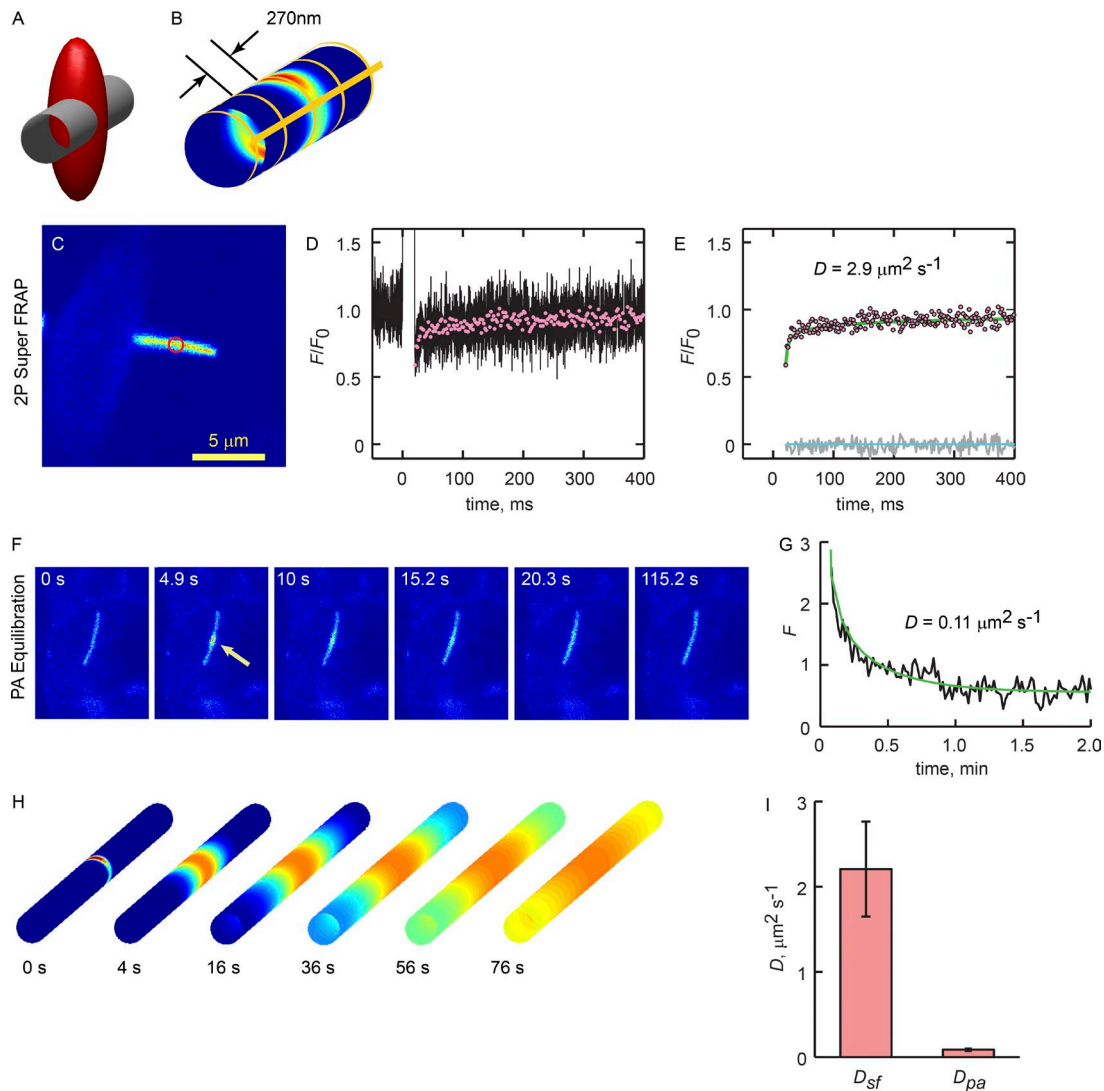 A
B
270nm
2P Super FRAP
C
5 μm
D
F/F0
1.5
1.0
0.5
0
0 100 200 300 400
time, ms
E
D = 2.9 μm2 s-1
F/F0
1.5
1.0
0.5
0
0 100 200 300 400
time, ms
PA Equilibration
F
0 s
4.9 s
10 s
15.2 s
20.3 s
115.2 s
G
D = 0.11 μm2 s-1
F
3
2
1
0
0 0.5 1.0 1.5 2.0
time, min
H
0 s
4 s
16 s
36 s
56 s
76 s
I
D, μm2 s-1
3
2
1
0
Dsf
Dpa